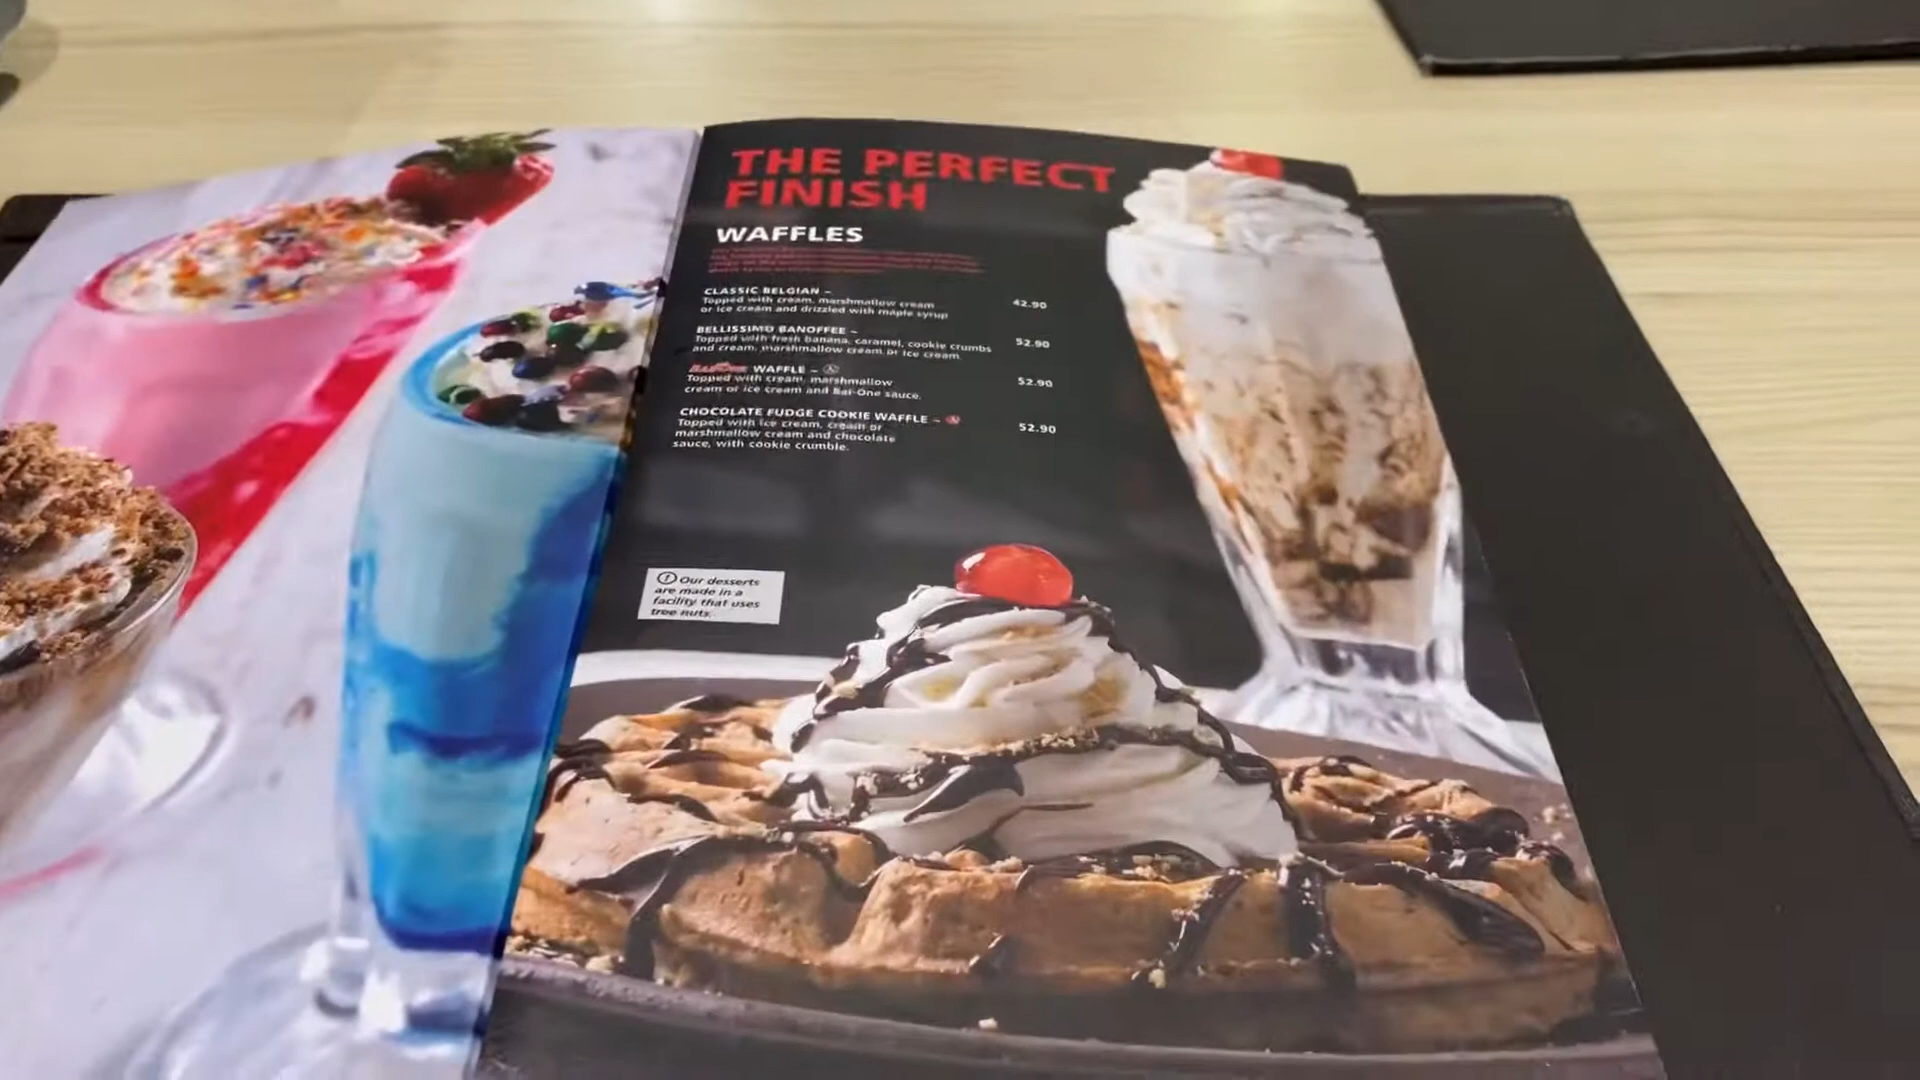 THE PERFECT
FINISH
WAFFLES
CLASSIC BELGIAN ~
Topped with cream, marshmallow cream
or ice cream and drizzled with maple syrup
42.90
BELLISSIMO BANOFFEE ~
Topped with fresh banana, caramel, cookie crumbs
and cream, marshmallow cream or ice cream.
52.90
BAR-ONE WAFFLE ~
Topped with cream, marshmallow
cream or ice cream and Bar-One sauce.
52.90
CHOCOLATE FUDGE COOKIE WAFFLE ~
Topped with ice cream, cream or
marshmallow cream and chocolate
sauce, with cookie crumble.
52.90
Our desserts
are made in a
facility that uses
tree nuts.